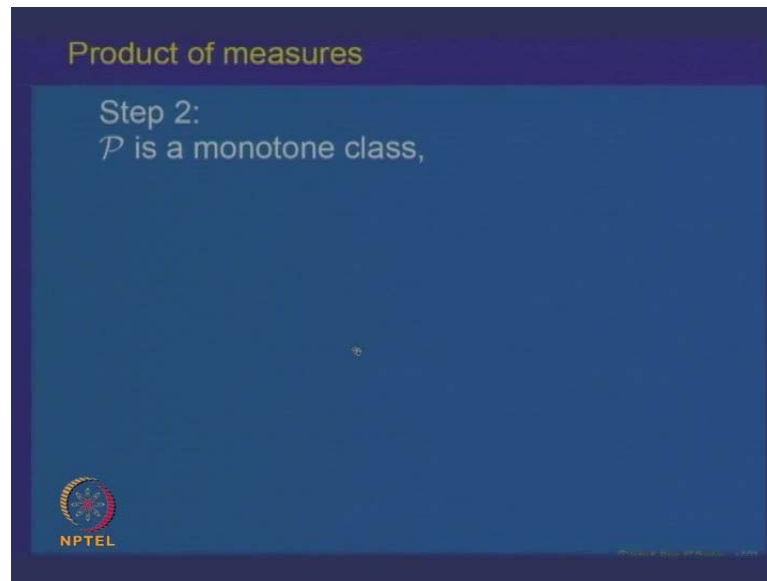 Product of measures
Step 2:
𝒫 is a monotone class,
NPTEL